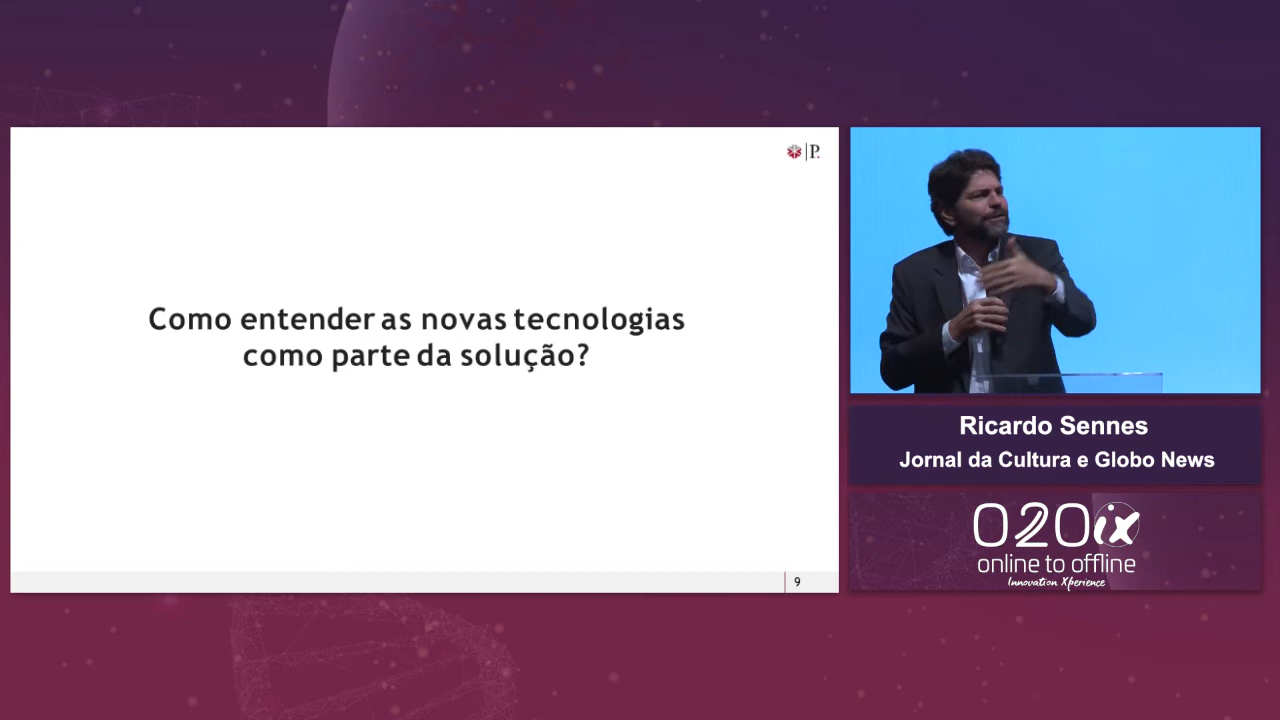 P.
Como entender as novas tecnologias
como parte da solução?
9
Ricardo Sennes
Jornal da Cultura e Globo News
O2Oix
online to offline
Innovation Xperience